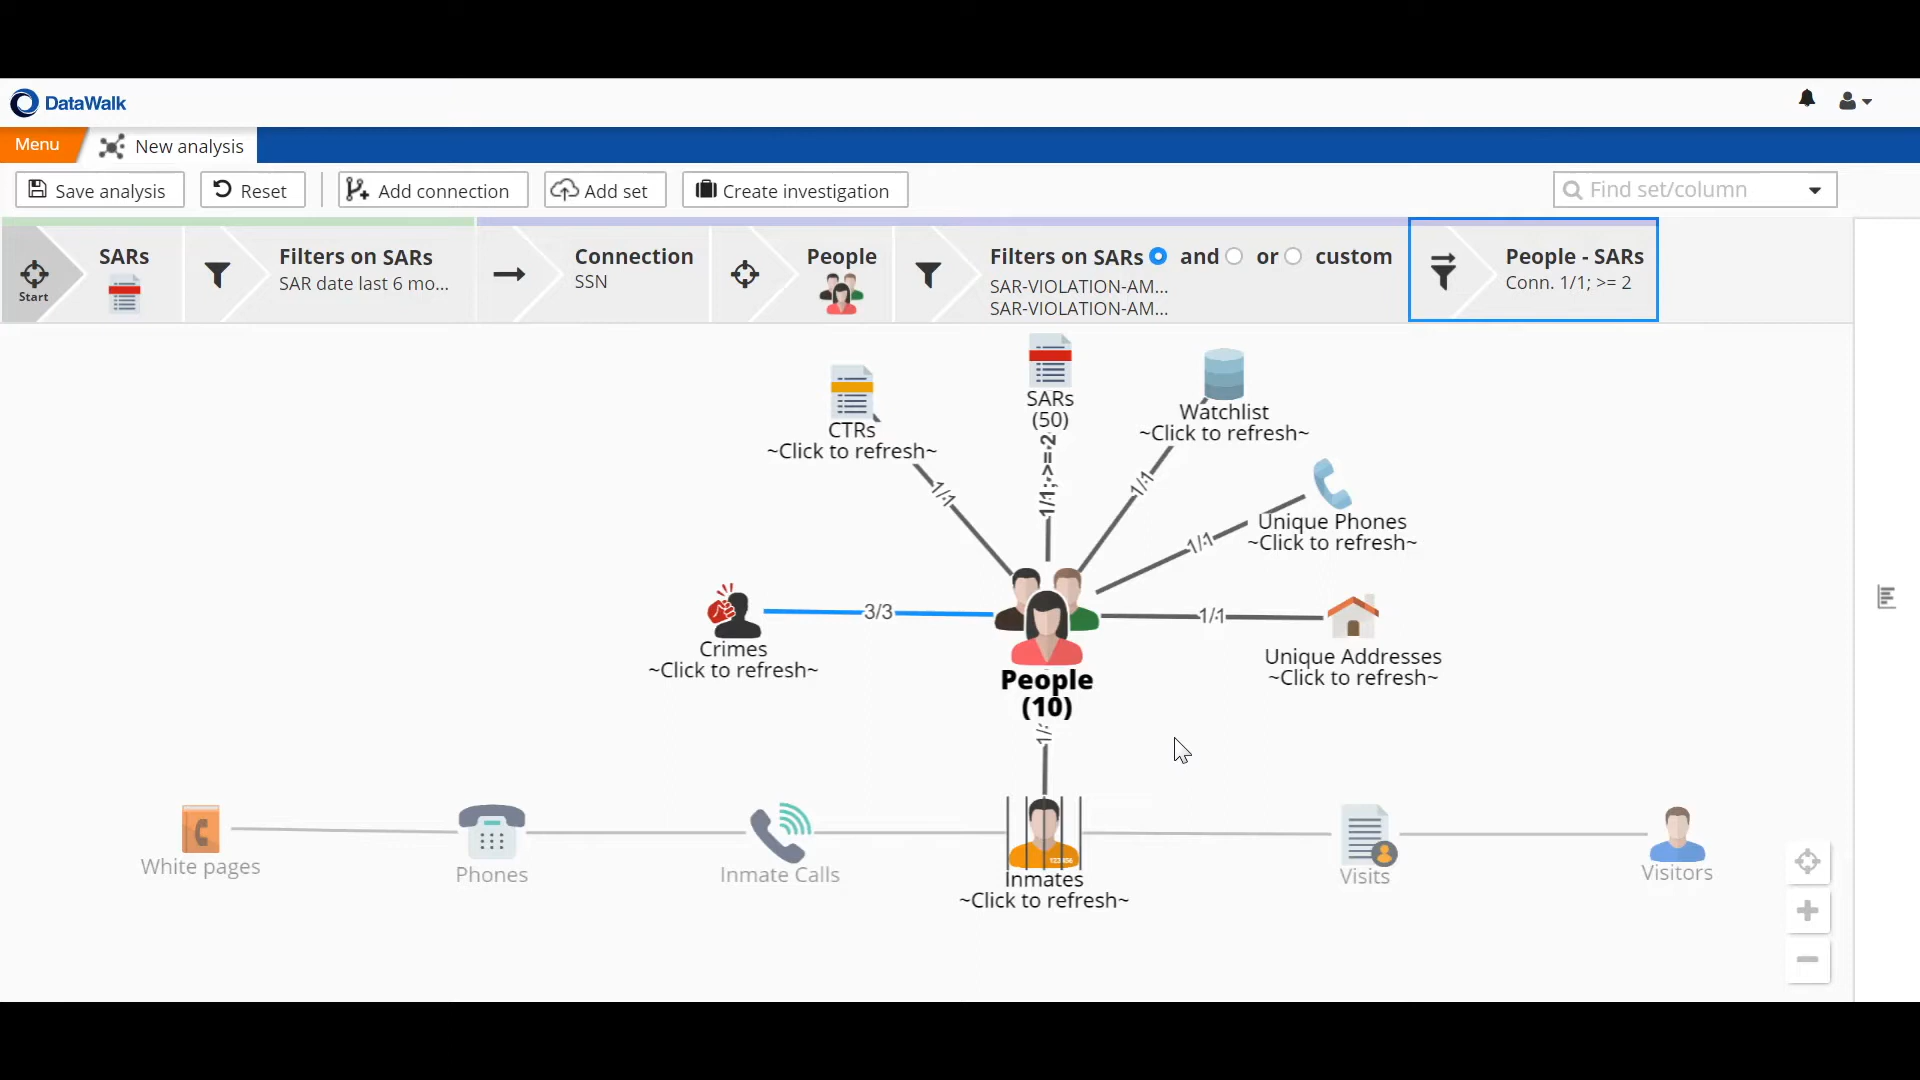 DataWalk
Menu
New analysis
Save analysis
Reset
Add connection
Add set
Create investigation
Find set/column
Start
SARs
Filters on SARs
SAR date last 6 mo...
Connection
SSN
People
Filters on SARs and or custom
SAR-VIOLATION-AM...
SAR-VIOLATION-AM...
People - SARs
Conn. 1/1; >= 2
CTRs
~Click to refresh~
SARs
(50)
Watchlist
~Click to refresh~
Unique Phones
~Click to refresh~
1/1
1/1; >= 2
1/1
1/1
Crimes
~Click to refresh~
3/3
1/1
Unique Addresses
~Click to refresh~
People
(10)
White pages
Phones
Inmate Calls
Inmates
~Click to refresh~
Visits
Visitors